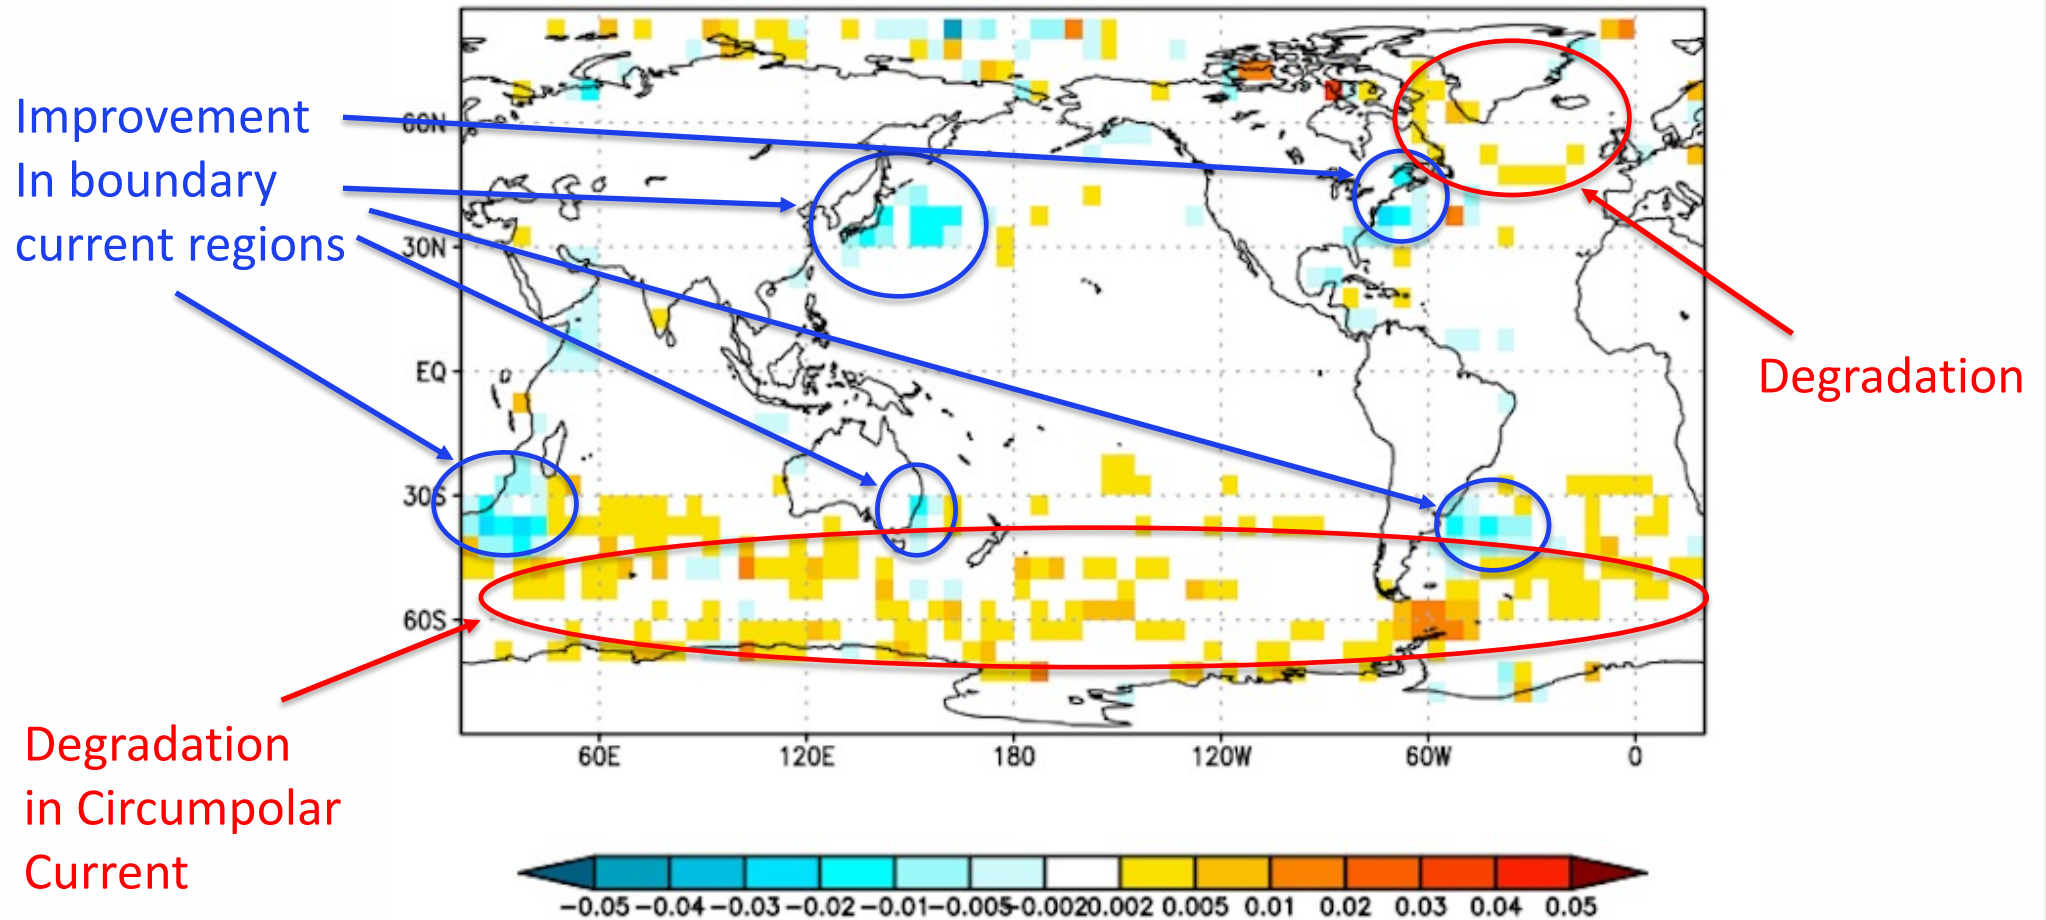 Improvement
In boundary
current regions
60N
30N
EQ
30S
60S
60E
120E
180
120W
60W
0
Degradation
Degradation
in Circumpolar
Current
−0.05 −0.04 −0.03 −0.02 −0.01 −0.005 −0.002 0.002 0.005 0.01 0.02 0.03 0.04 0.05